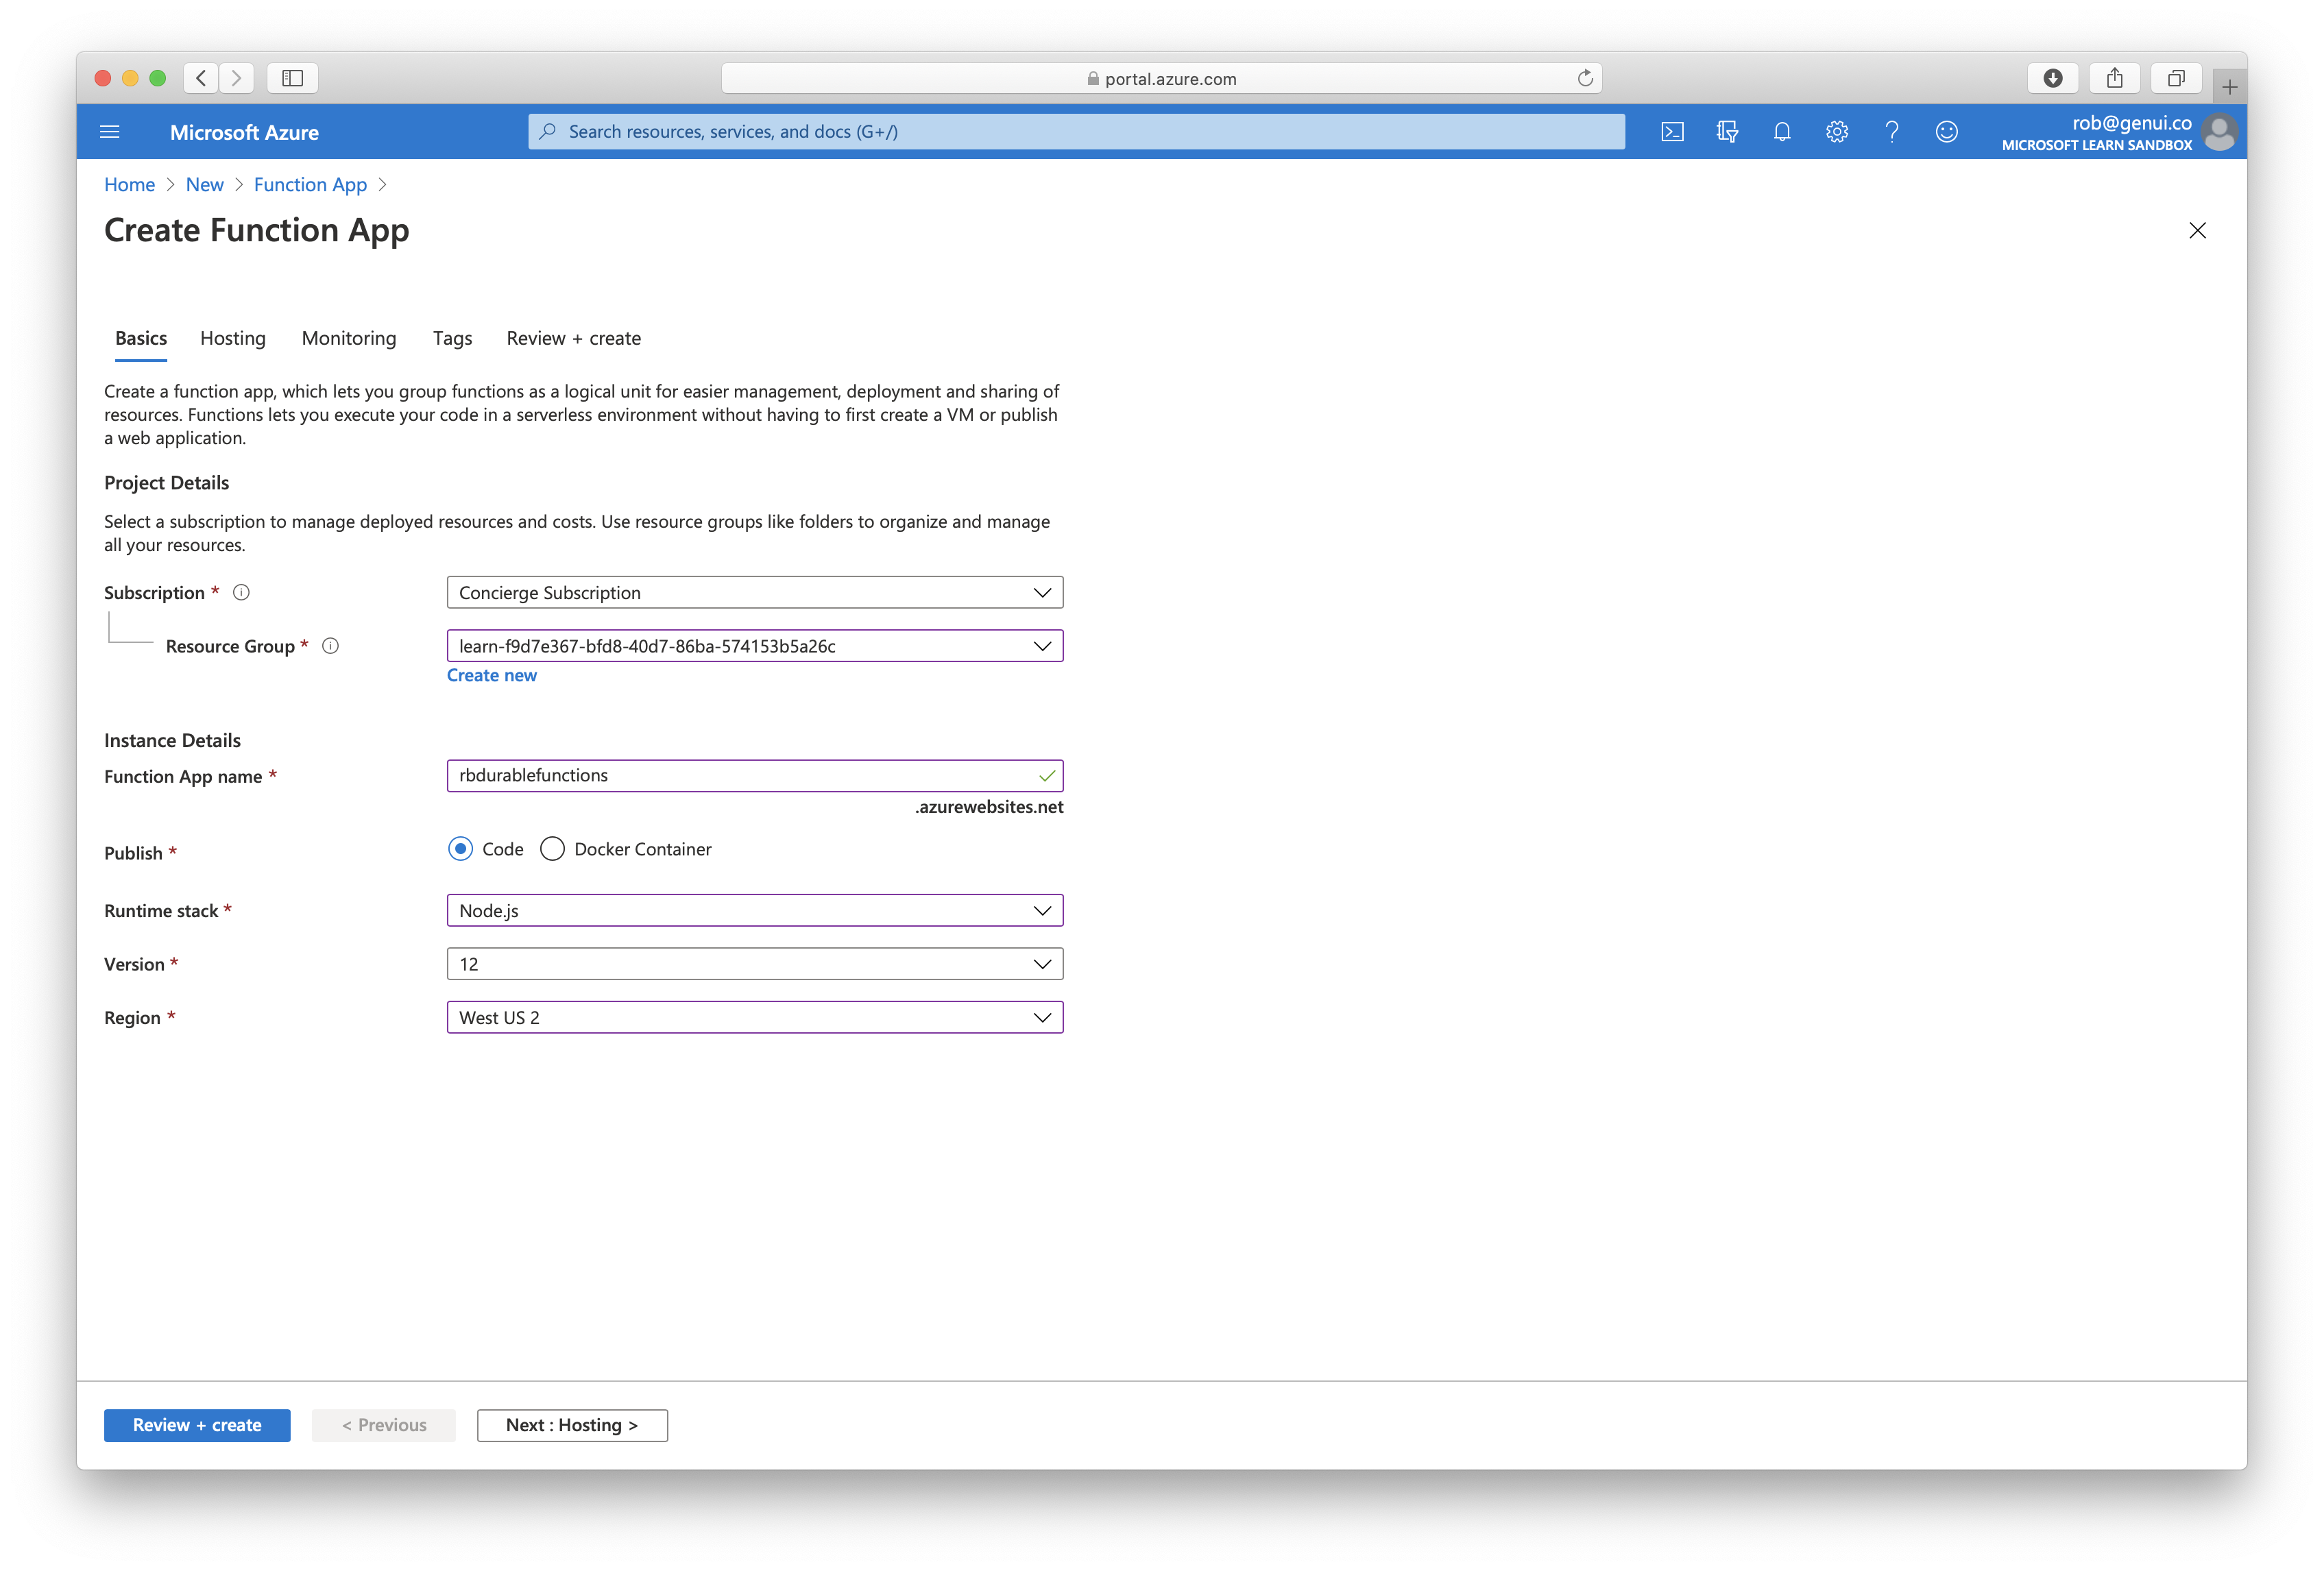 portal.azure.com
Microsoft Azure
Search resources, services, and docs (G+/)
rob@genui.co
MICROSOFT LEARN SANDBOX
Home > New > Function App >
Create Function App
Basics Hosting Monitoring Tags Review + create
Create a function app, which lets you group functions as a logical unit for easier management, deployment and sharing of
resources. Functions lets you execute your code in a serverless environment without having to first create a VM or publish
a web application.
Project Details
Select a subscription to manage deployed resources and costs. Use resource groups like folders to organize and manage
all your resources.
Subscription * Concierge Subscription
Resource Group * learn-f9d7e367-bfd8-40d7-86ba-574153b5a26c
Create new
Instance Details
Function App name * rbdurablefunctions
.azurewebsites.net
Publish * Code Docker Container
Runtime stack * Node.js
Version * 12
Region * West US 2
Review + create < Previous Next : Hosting >